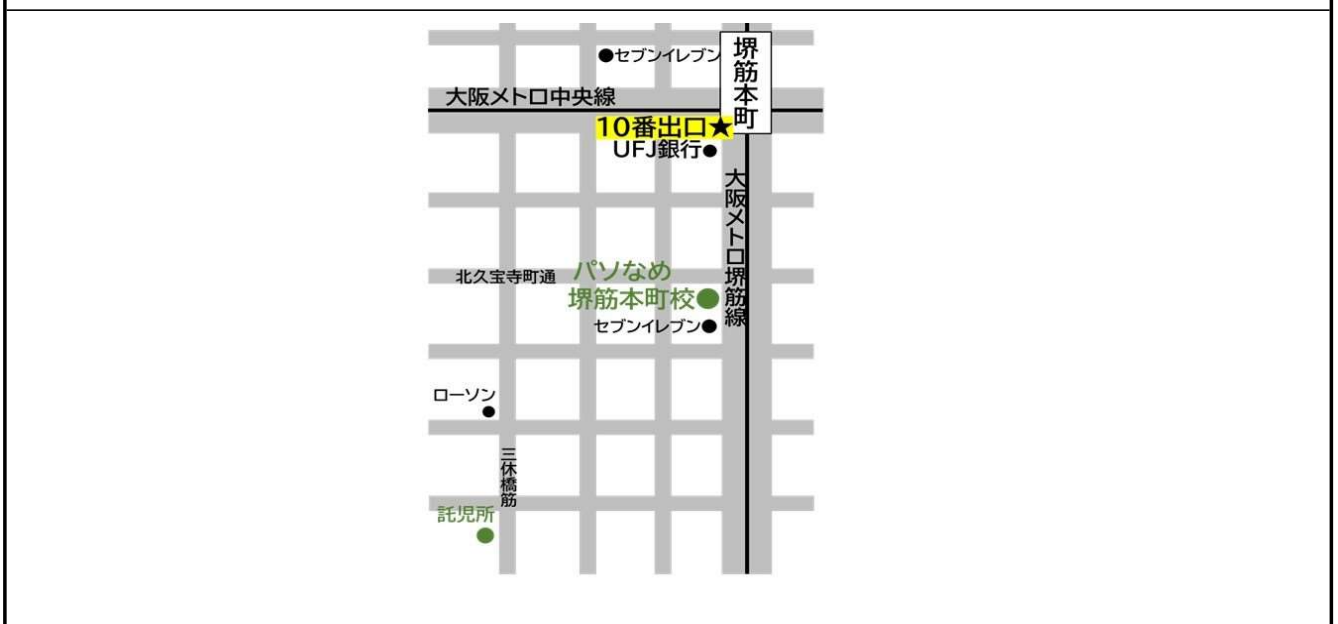 ●セブンイレブン
堺筋本町
大阪メトロ中央線
10番出口★
UFJ銀行●
大阪メトロ堺筋線
北久宝寺町通
パソなめ
堺筋本町校●
セブンイレブン●
ローソン
三休橋筋
託児所